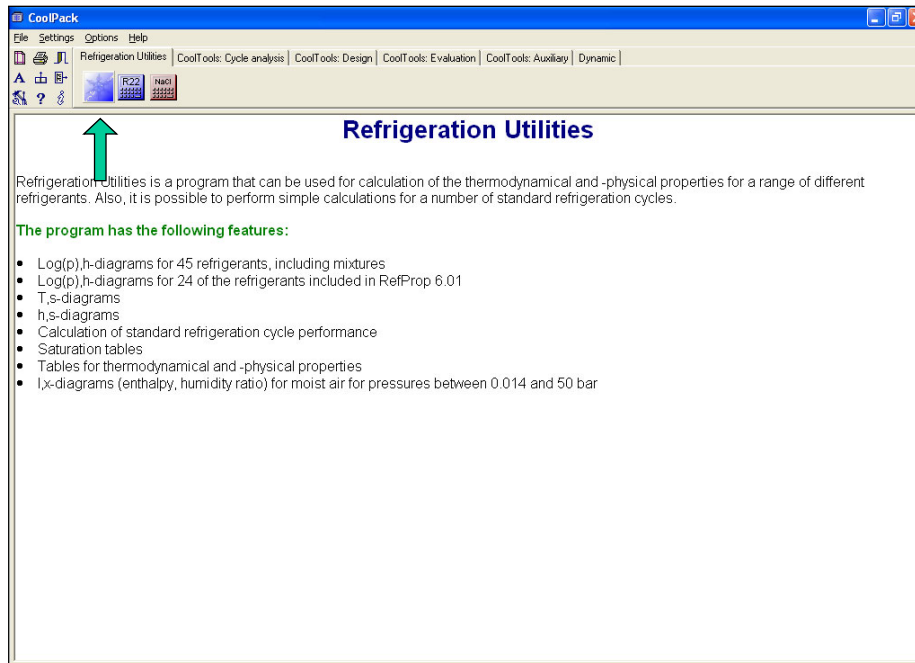 CoolPack
File Settings Options Help
Refrigeration Utilities CoolTools: Cycle analysis CoolTools: Design CoolTools: Evaluation CoolTools: Auxiliary Dynamic
R22 NaCl
Refrigeration Utilities
Refrigeration Utilities is a program that can be used for calculation of the thermodynamical and -physical properties for a range of different
refrigerants. Also, it is possible to perform simple calculations for a number of standard refrigeration cycles.
The program has the following features:
• Log(p),h-diagrams for 45 refrigerants, including mixtures
• Log(p),h-diagrams for 24 of the refrigerants included in RefProp 6.01
• T,s-diagrams
• h,s-diagrams
• Calculation of standard refrigeration cycle performance
• Saturation tables
• Tables for thermodynamical and -physical properties
• I,x-diagrams (enthalpy, humidity ratio) for moist air for pressures between 0.014 and 50 bar